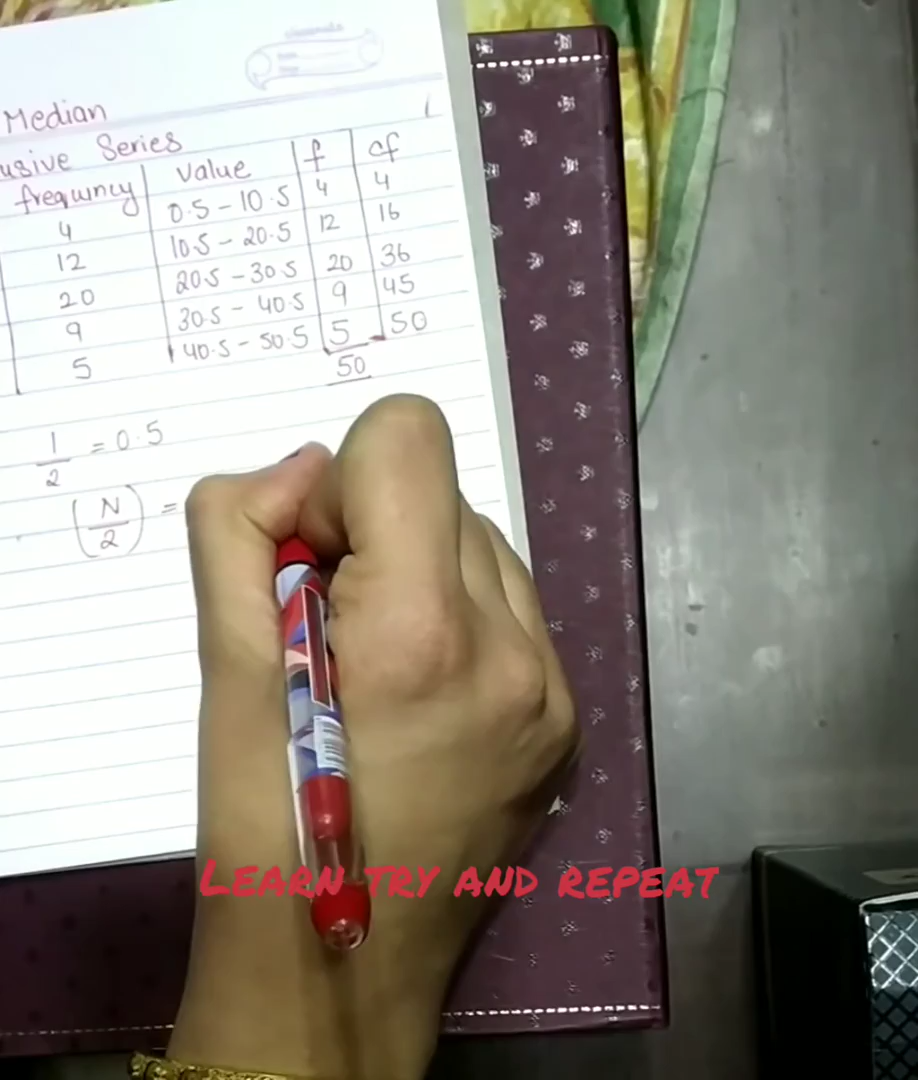 Median
usive Series
frequncy value f cf
4 0.5 - 10.5 4 4
12 10.5 - 20.5 12 16
20 20.5 - 30.5 20 36
9 30.5 - 40.5 9 45
5 40.5 - 50.5 5 50
50
1/2 = 0.5
(N/2) =
Learn try and repeat